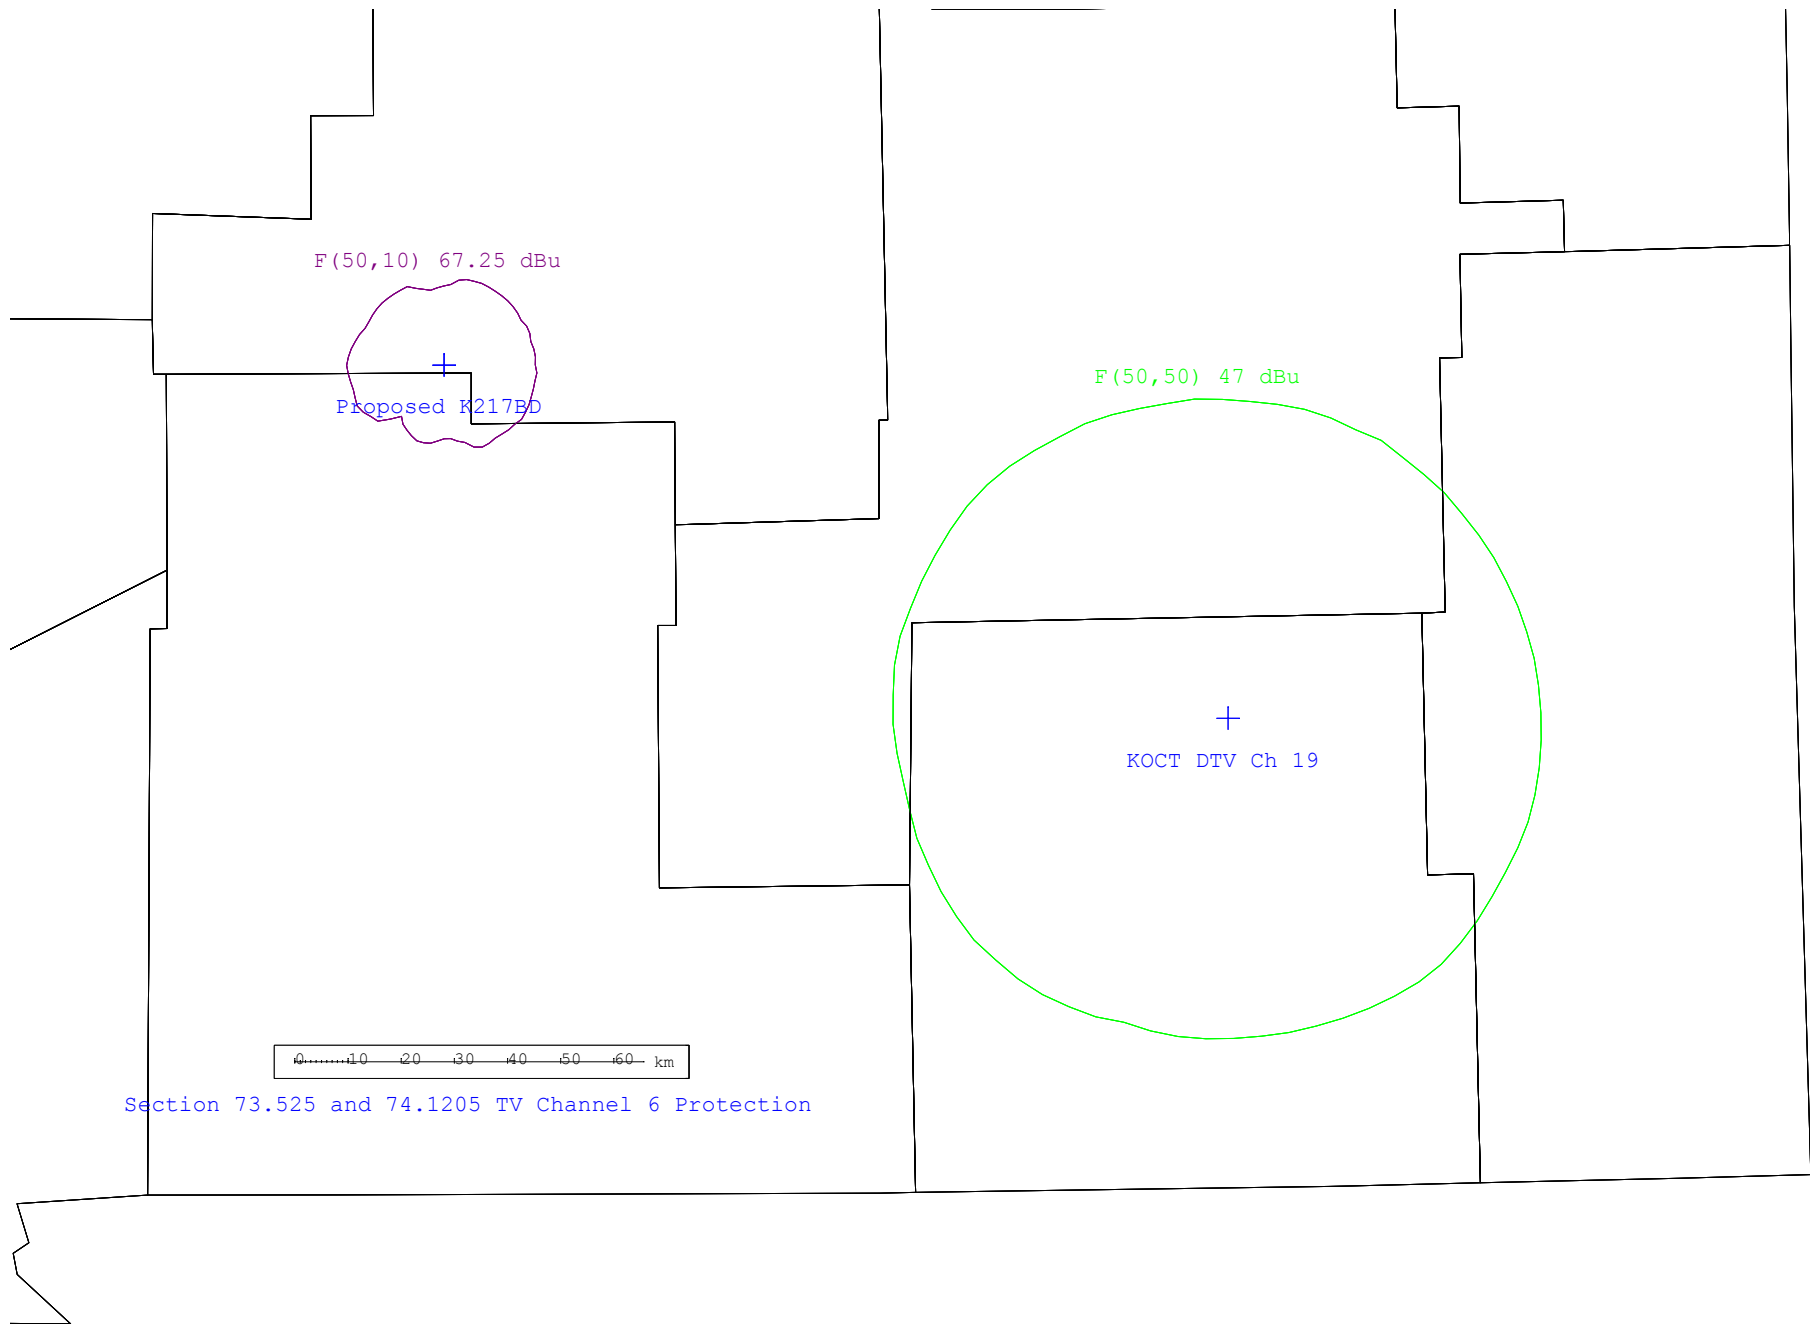 F(50,10) 67.25 dBu
F(50,50) 47 dBu
Proposed K217BD
KOCT DTV Ch 19
0 10 20 30 40 50 60 km
Section 73.525 and 74.1205 TV Channel 6 Protection